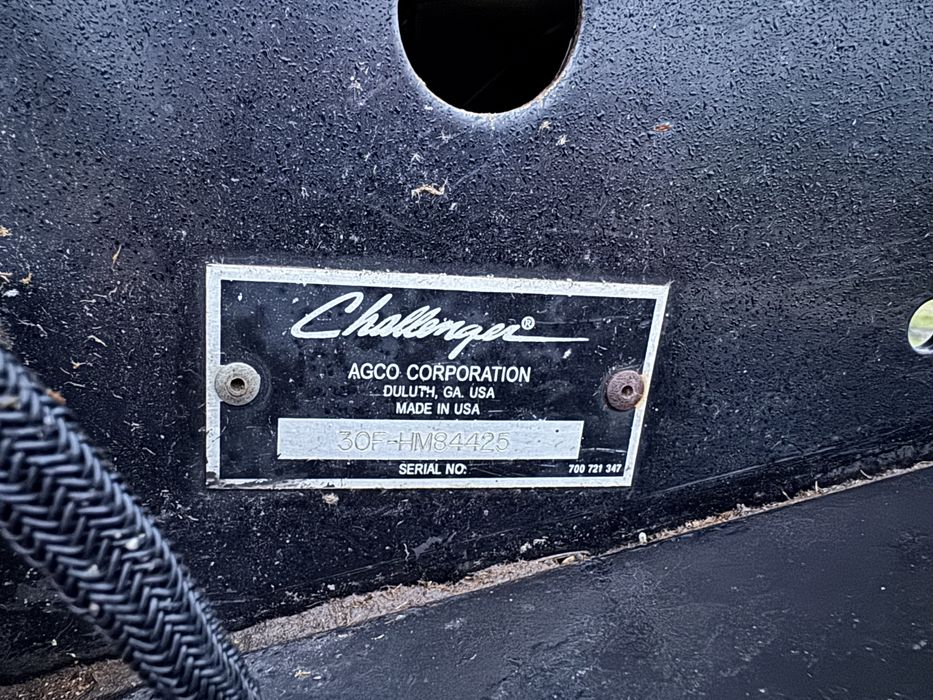 Challenger®
AGCO CORPORATION
DULUTH, GA. USA
MADE IN USA
30F-HM84425
SERIAL NO:
700 721 347